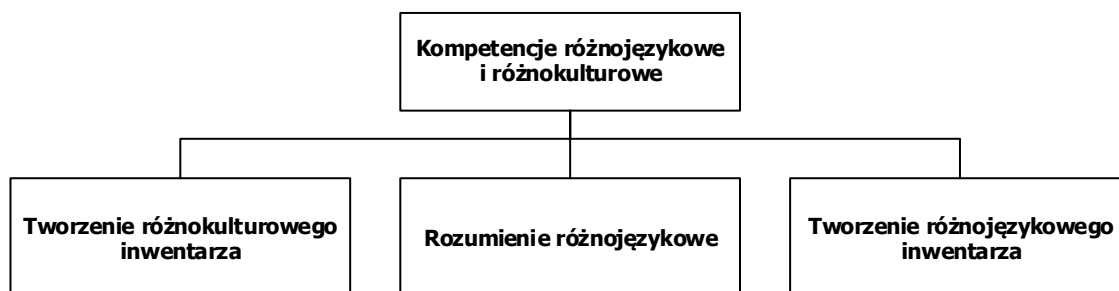 Kompetencje różnojęzykowe
i różnokulturowe
Tworzenie różnokulturowego
inwentarza
Rozumienie różnojęzykowe
Tworzenie różnojęzykowego
inwentarza